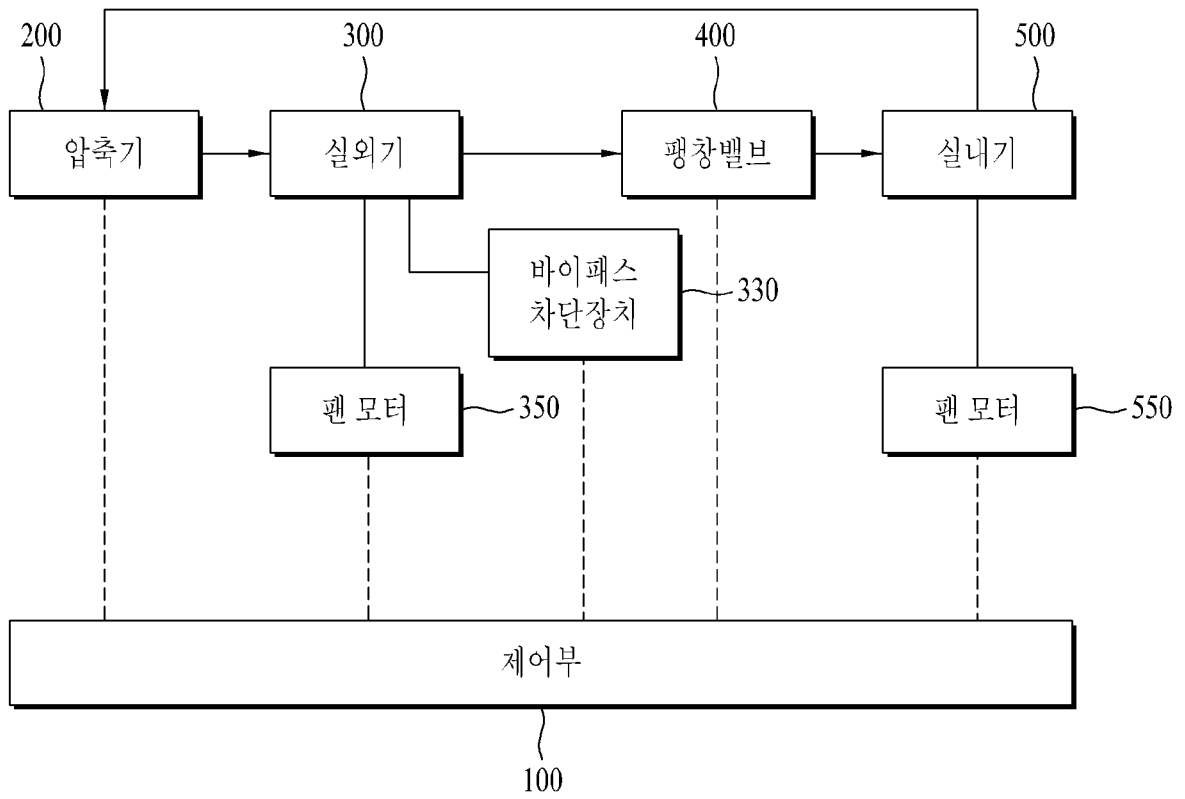 200
300
400
500
압축기
실외기
팽창밸브
실내기
바이패스
차단장치
330
팬 모터
350
팬 모터
550
제어부
100